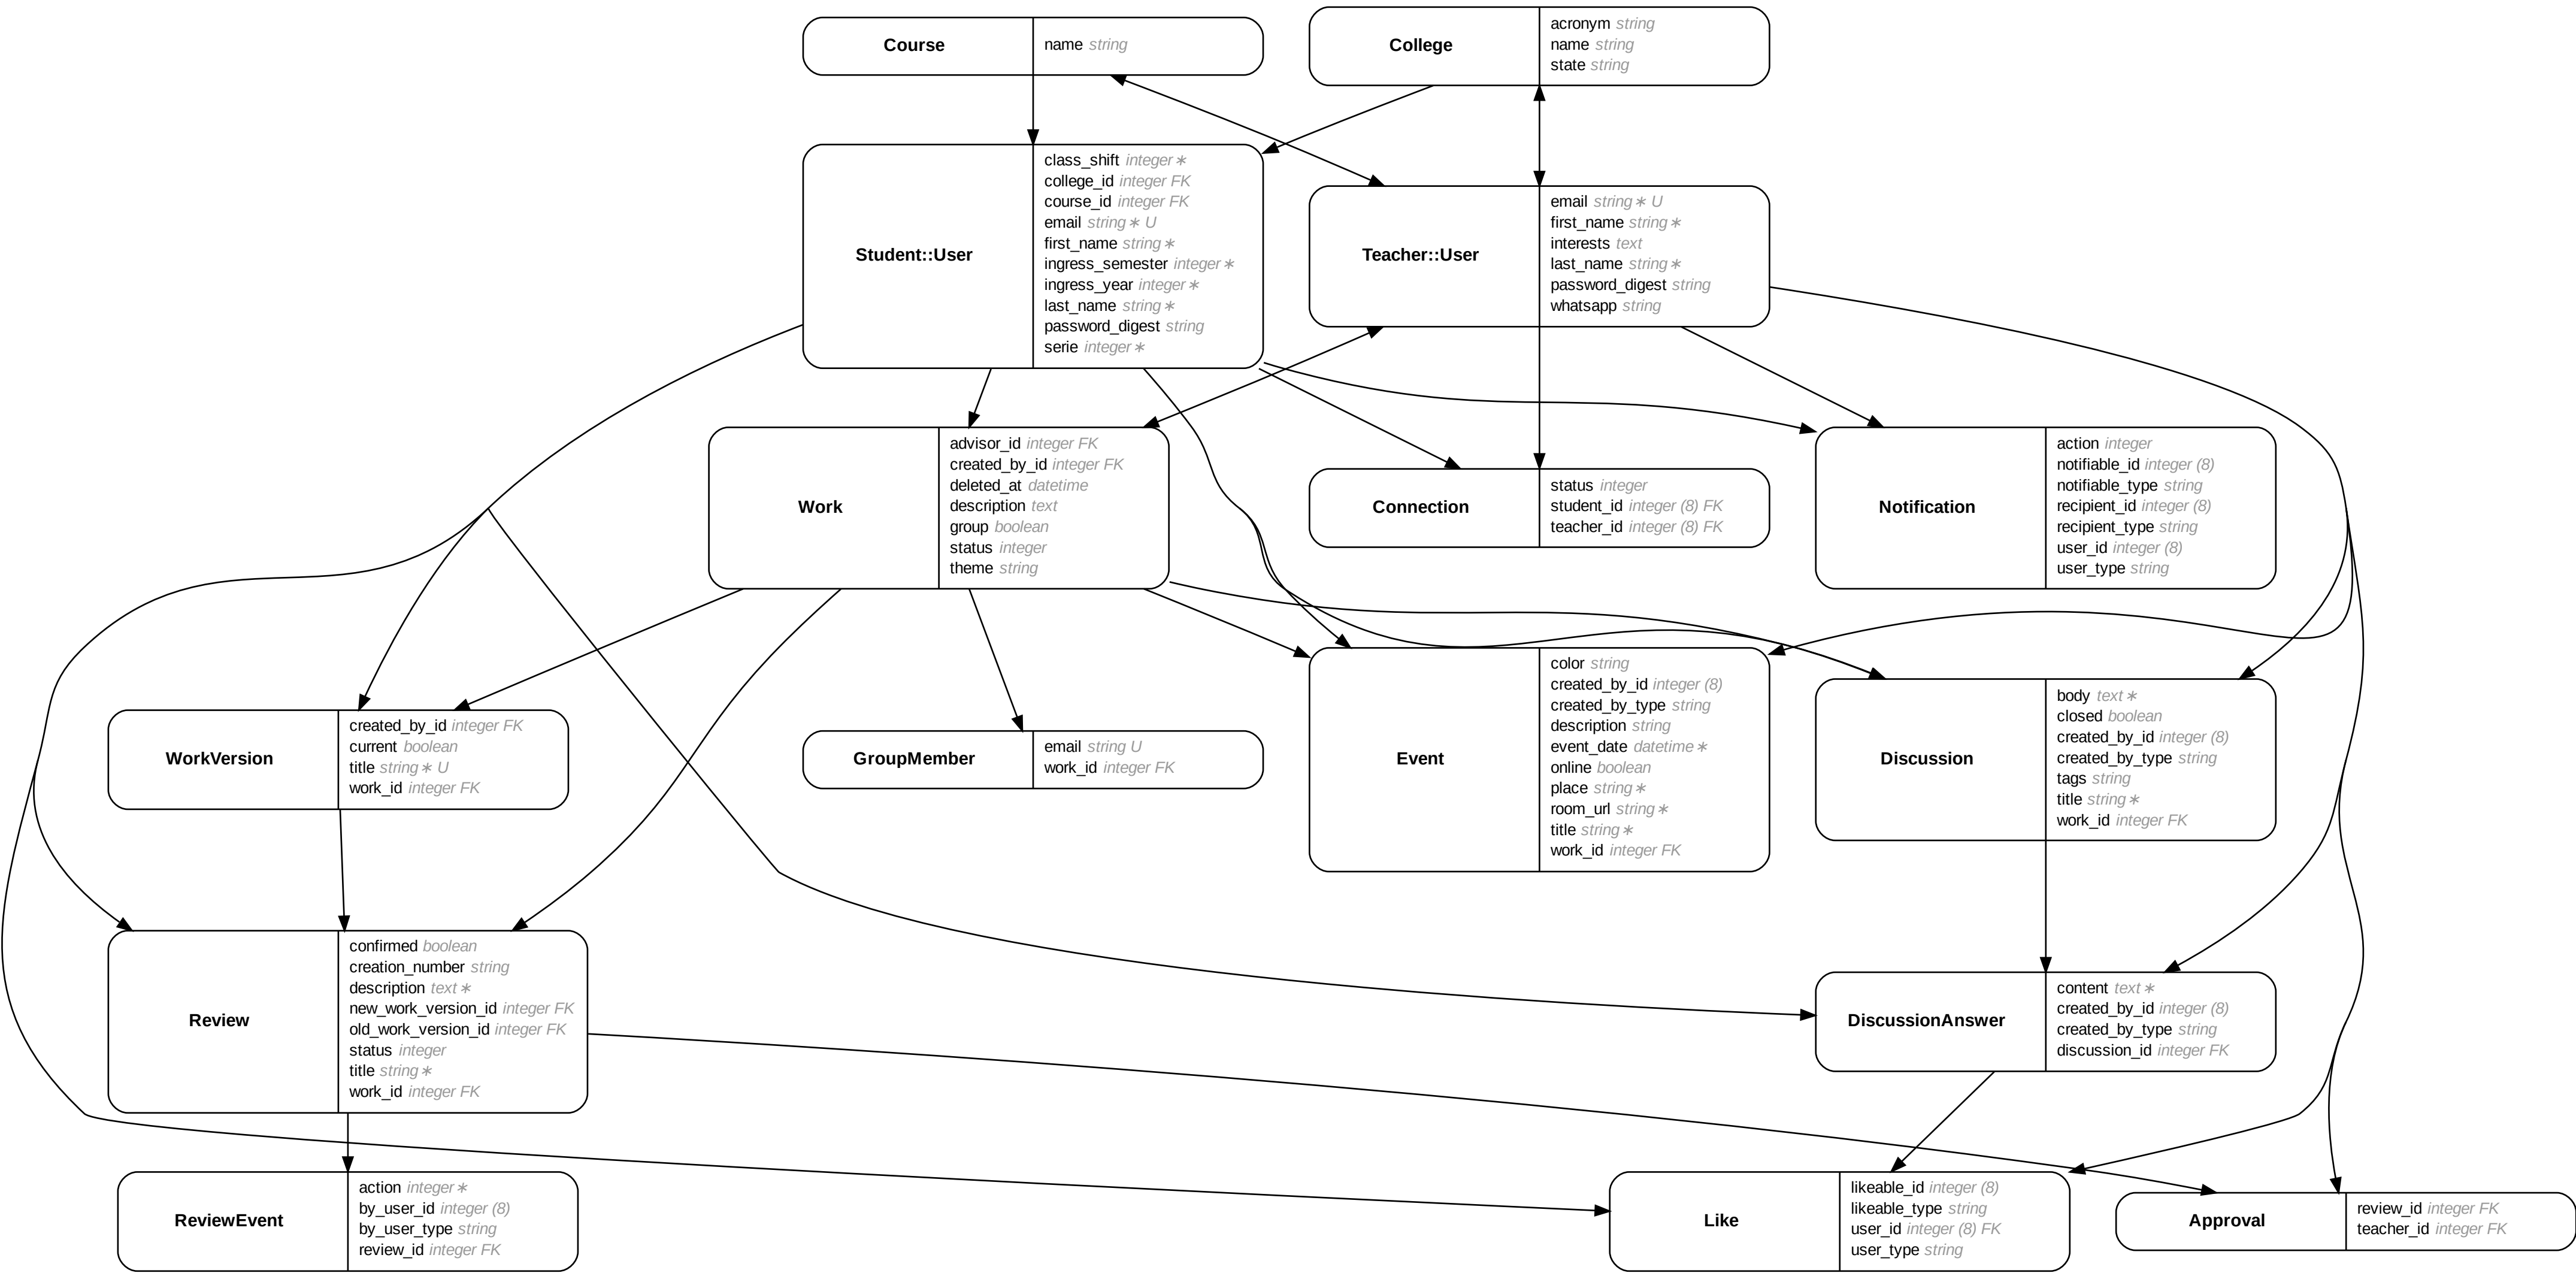 Course
name string
College
acronym string
name string
state string
Student::User
class_shift integer∗
college_id integer FK
course_id integer FK
email string∗ U
first_name string∗
ingress_semester integer∗
ingress_year integer∗
last_name string∗
password_digest string
serie integer∗
Teacher::User
email string∗ U
first_name string∗
interests text
last_name string∗
password_digest string
whatsapp string
Work
advisor_id integer FK
created_by_id integer FK
deleted_at datetime
description text
group boolean
status integer
theme string
Connection
status integer
student_id integer (8) FK
teacher_id integer (8) FK
Notification
action integer
notifiable_id integer (8)
notifiable_type string
recipient_id integer (8)
recipient_type string
user_id integer (8)
user_type string
WorkVersion
created_by_id integer FK
current boolean
title string∗ U
work_id integer FK
GroupMember
email string U
work_id integer FK
Event
color string
created_by_id integer (8)
created_by_type string
description string
event_date datetime∗
online boolean
place string∗
room_url string∗
title string∗
work_id integer FK
Discussion
body text∗
closed boolean
created_by_id integer (8)
created_by_type string
tags string
title string∗
work_id integer FK
Review
confirmed boolean
creation_number string
description text∗
new_work_version_id integer FK
old_work_version_id integer FK
status integer
title string∗
work_id integer FK
DiscussionAnswer
content text∗
created_by_id integer (8)
created_by_type string
discussion_id integer FK
ReviewEvent
action integer∗
by_user_id integer (8)
by_user_type string
review_id integer FK
Like
likeable_id integer (8)
likeable_type string
user_id integer (8) FK
user_type string
Approval
review_id integer FK
teacher_id integer FK